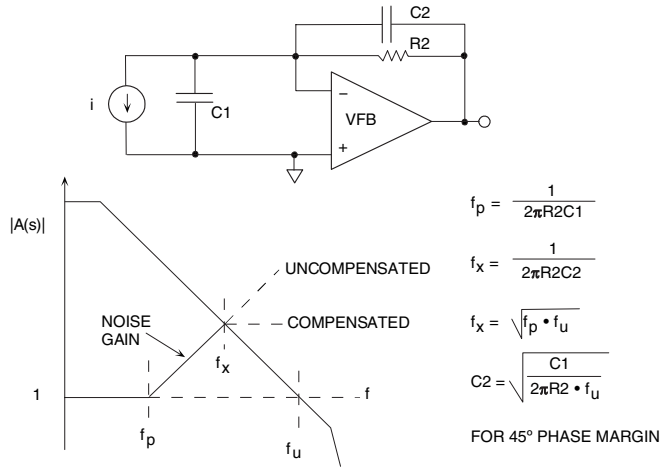 C2
R2
i
C1
−
VFB
+
|A(s)|
UNCOMPENSATED
COMPENSATED
NOISE
GAIN
fx
1
f
fp
fu
fp = 1 / 2πR2C1
fx = 1 / 2πR2C2
fx = √fp • fu
C2 = √C1 / 2πR2 • fu
FOR 45° PHASE MARGIN